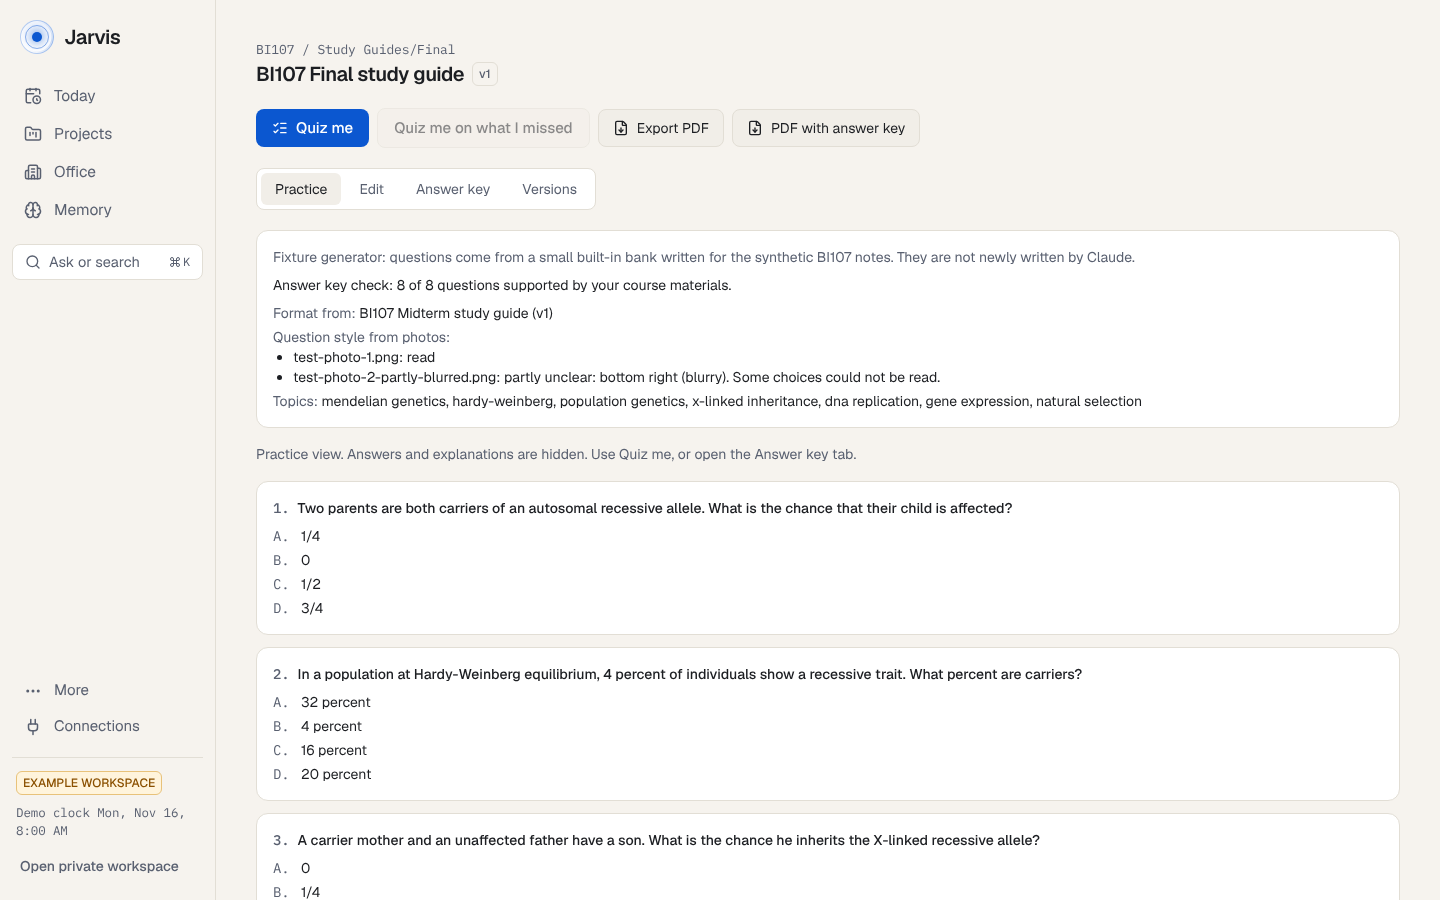 Jarvis
Today
Projects
Office
Memory
Ask or search ⌘ K
More
Connections
EXAMPLE WORKSPACE
Demo clock Mon, Nov 16,
8:00 AM
Open private workspace
BI107 / Study Guides/Final
BI107 Final study guide v1
Quiz me Quiz me on what I missed Export PDF PDF with answer key
Practice Edit Answer key Versions
Fixture generator: questions come from a small built-in bank written for the synthetic BI107 notes. They are not newly written by Claude.
Answer key check: 8 of 8 questions supported by your course materials.
Format from: BI107 Midterm study guide (v1)
Question style from photos:
• test-photo-1.png: read
• test-photo-2-partly-blurred.png: partly unclear: bottom right (blurry). Some choices could not be read.
Topics: mendelian genetics, hardy-weinberg, population genetics, x-linked inheritance, dna replication, gene expression, natural selection
Practice view. Answers and explanations are hidden. Use Quiz me, or open the Answer key tab.
1. Two parents are both carriers of an autosomal recessive allele. What is the chance that their child is affected?
A. 1/4
B. 0
C. 1/2
D. 3/4
2. In a population at Hardy-Weinberg equilibrium, 4 percent of individuals show a recessive trait. What percent are carriers?
A. 32 percent
B. 4 percent
C. 16 percent
D. 20 percent
3. A carrier mother and an unaffected father have a son. What is the chance he inherits the X-linked recessive allele?
A. 0
B. 1/4